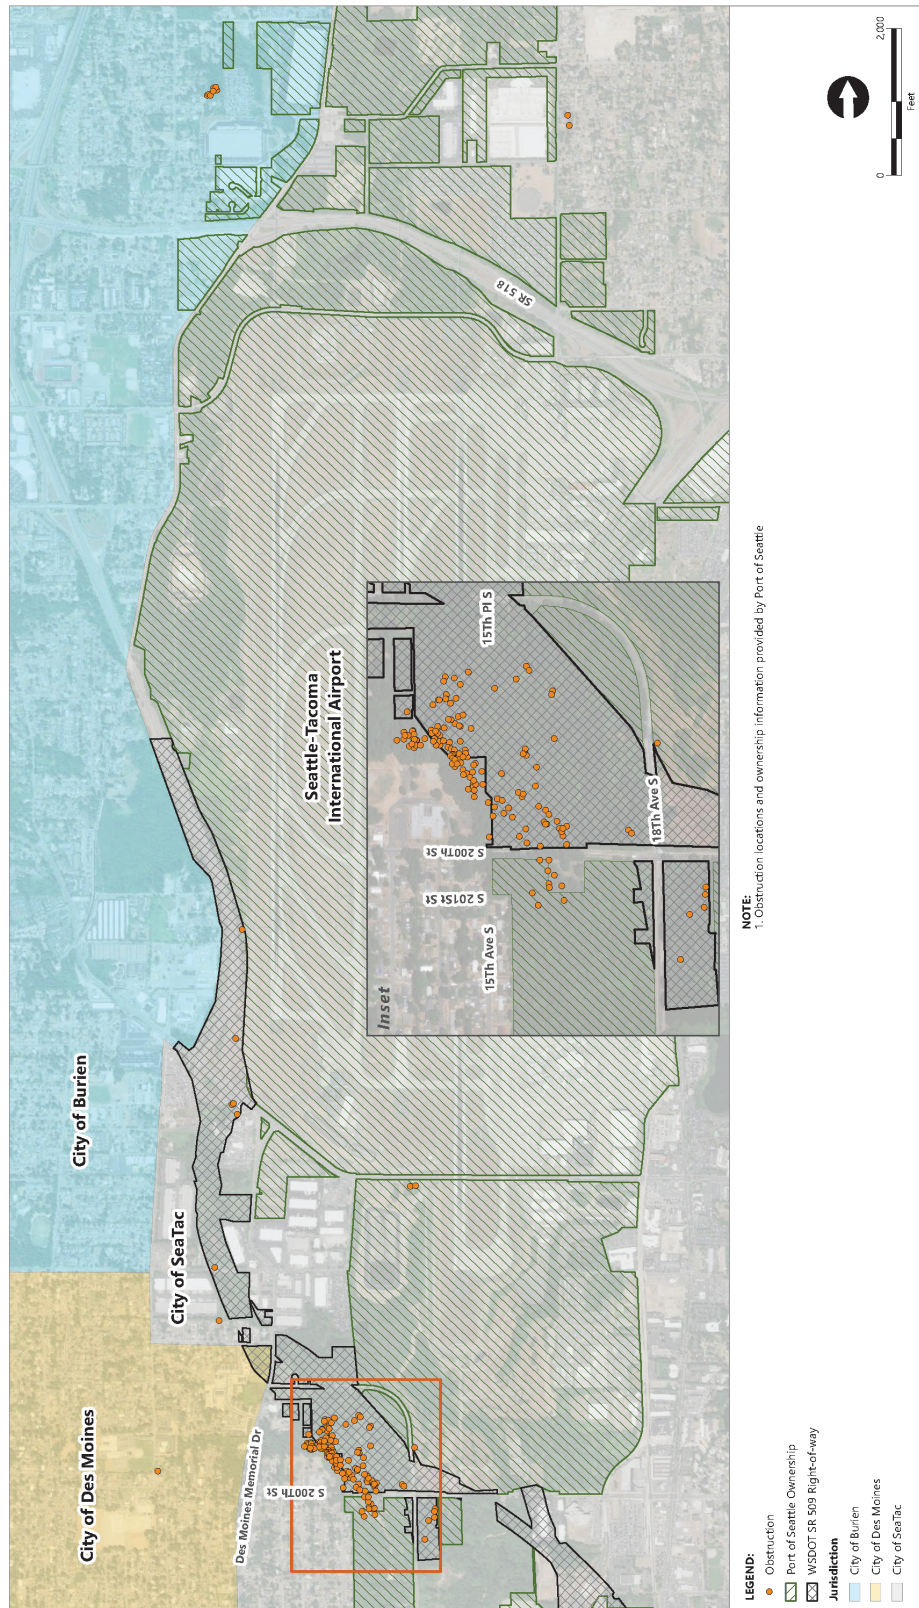 City of Burien
City of SeaTac
City of Des Moines
Des Moines Memorial Dr
S 200Th St
Seattle-Tacoma
International Airport
SR 518
Inset
15Th Pl S
18Th Ave S
S 200Th St
S 201St St
15Th Ave S
NOTE:
1. Obstruction locations and ownership information provided by Port of Seattle
LEGEND:
Obstruction
Port of Seattle Ownership
WSDOT SR 509 Right-of-way
Jurisdiction
City of Burien
City of Des Moines
City of SeaTac
0
2,000
Feet